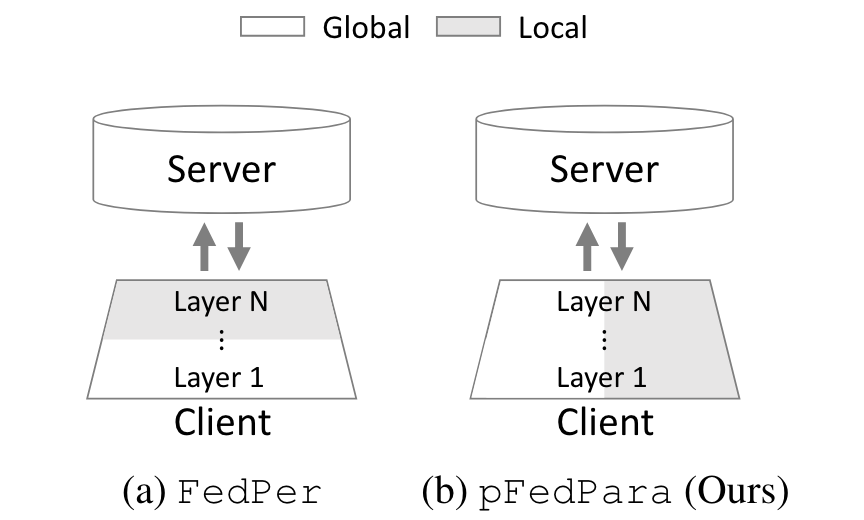 Global Local
Server Server
Layer N Layer N
⋮ ⋮
Layer 1 Layer 1
Client Client
(a) FedPer (b) pFedPara (Ours)